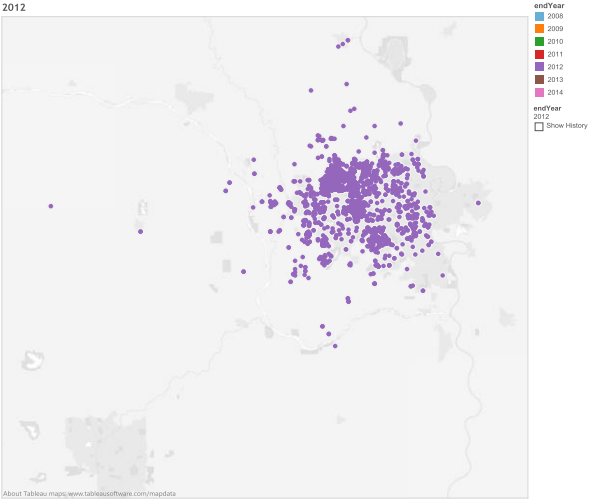 2012
endYear
2008
2009
2010
2011
2012
2013
2014
endYear
2012
Show History
About Tableau maps:www.tableausoftware.com/mapdata